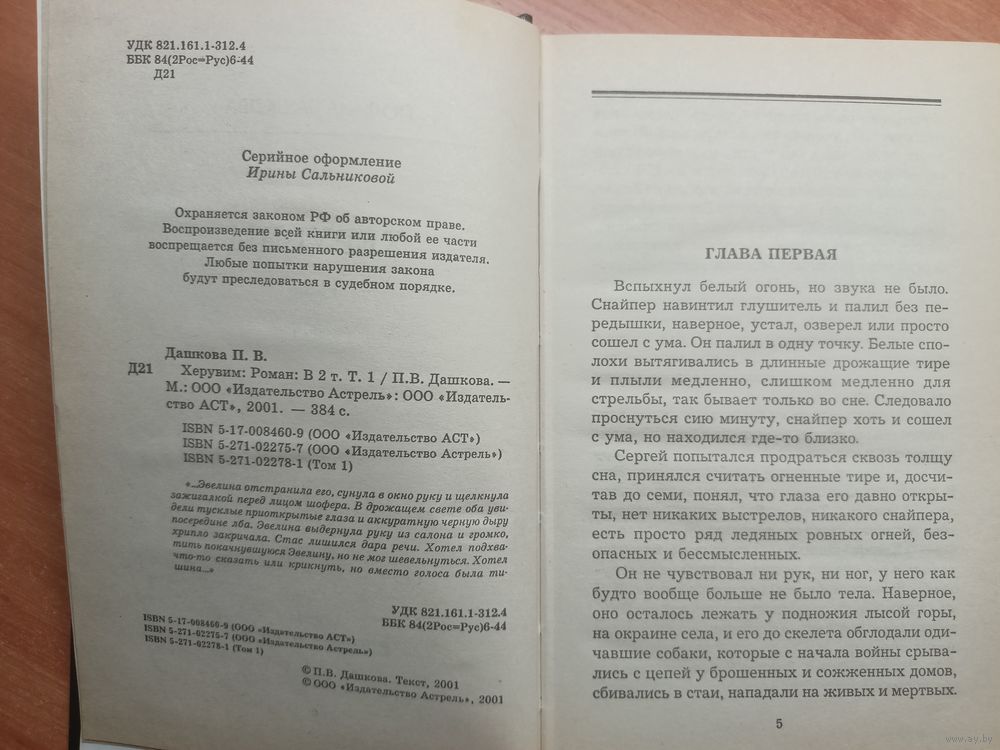 УДК 821.161.1-312.4
ББК 84(2Рос=Рус)6-44
Д21
Серийное оформление
Ирины Сальниковой
Охраняется законом РФ об авторском праве.
Воспроизведение всей книги или любой ее части
воспрещается без письменного разрешения издателя.
Любые попытки нарушения закона
будут преследоваться в судебном порядке.
Дашкова П. В.
Д21 Херувим: Роман: В 2 т. Т. 1 / П.В. Дашкова. —
М.: ООО «Издательство Астрель»: ООО «Издатель-
ство АСТ», 2001. — 384 с.
ISBN 5-17-008460-9 (ООО «Издательство АСТ»)
ISBN 5-271-02275-7 (ООО «Издательство Астрель»)
ISBN 5-271-02278-1 (Том 1)
«...Эвелина отстранила его, сунула в окно руку и щелкнула
зажигалкой перед лицом шофера. В дрожащем свете оба уви-
дели тусклые приоткрытые глаза и аккуратную черную дыру
посередине лба. Эвелина выдернула руку из салона и громко,
хрипло закричала. Стас лишился дара речи. Хотел подхва-
тить покачнувшуюся Эвелину, но не мог шевельнуться. Хотел
что-то сказать или крикнуть, но вместо голоса была ти-
шина...»
УДК 821.161.1-312.4
ББК 84(2Рос=Рус)6-44
ISBN 5-17-008460-9 (ООО «Издательство АСТ»)
ISBN 5-271-02275-7 (ООО «Издательство Астрель»)
ISBN 5-271-02278-1 (Том 1)
© П.В. Дашкова. Текст, 2001
© ООО «Издательство Астрель», 2001
ГЛАВА ПЕРВАЯ
Вспыхнул белый огонь, но звука не было.
Снайпер навинтил глушитель и палил без пе-
редышки, наверное, устал, озверел или просто
сошел с ума. Он палил в одну точку. Белые спо-
лохи вытягивались в длинные дрожащие тире
и плыли медленно, слишком медленно для
стрельбы, так бывает только во сне. Следовало
проснуться сию минуту, снайпер хоть и сошел
с ума, но находился где-то близко.
Сергей попытался продраться сквозь толщу
сна, принялся считать огненные тире и, досчи-
тав до семи, понял, что глаза его давно откры-
ты, нет никаких выстрелов, никакого снайпера,
есть просто ряд ледяных ровных огней, без-
опасных и бессмысленных.
Он не чувствовал ни рук, ни ног, у него как
будто вообще больше не было тела. Наверное,
оно осталось лежать у подножия лысой горы,
на окраине села, и его до скелета обглодали оди-
чавшие собаки, которые с начала войны срыва-
лись с цепей у брошенных и сожженных домов,
сбивались в стаи, нападали на живых и мертвых.
5
www.ay.by